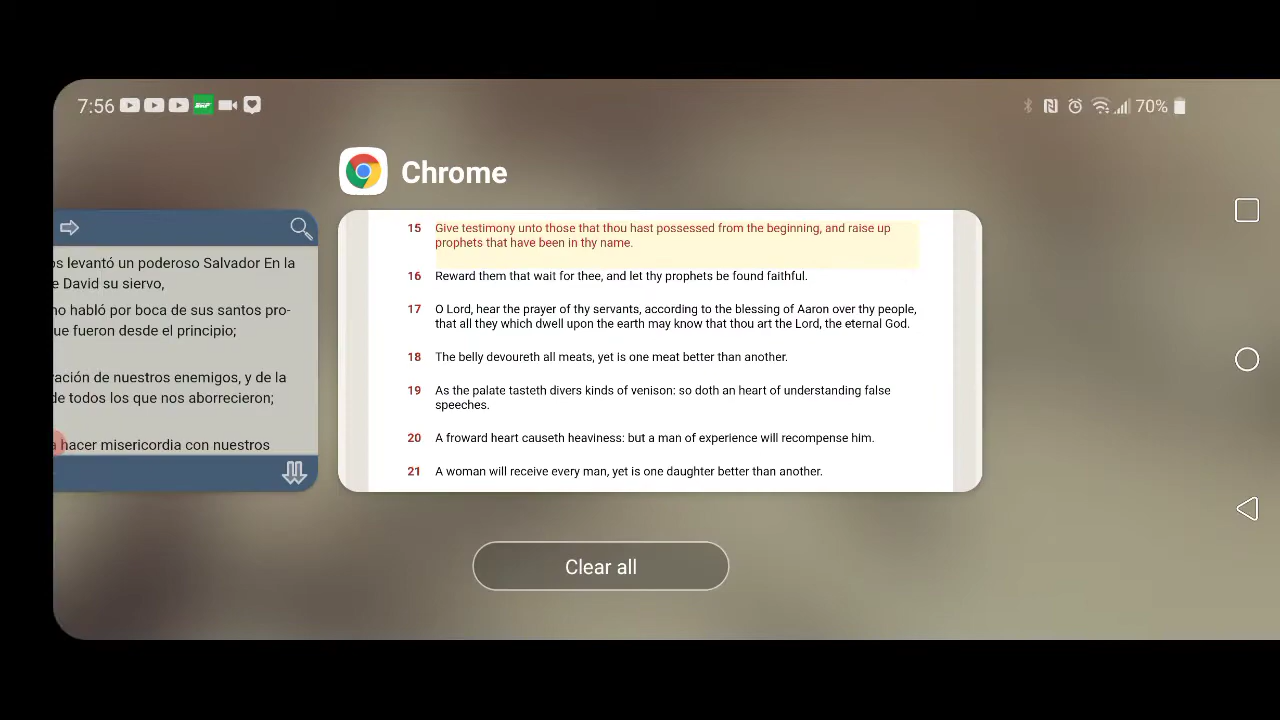 7:56
70%
Chrome
os levantó un poderoso Salvador En la
e David su siervo,
no habló por boca de sus santos pro-
ue fueron desde el principio;
ación de nuestros enemigos, y de la
de todos los que nos aborrecieron;
a hacer misericordia con nuestros
15 Give testimony unto those that thou hast possessed from the beginning, and raise up
prophets that have been in thy name.
16 Reward them that wait for thee, and let thy prophets be found faithful.
17 O Lord, hear the prayer of thy servants, according to the blessing of Aaron over thy people,
that all they which dwell upon the earth may know that thou art the Lord, the eternal God.
18 The belly devoureth all meats, yet is one meat better than another.
19 As the palate tasteth divers kinds of venison: so doth an heart of understanding false
speeches.
20 A froward heart causeth heaviness: but a man of experience will recompense him.
21 A woman will receive every man, yet is one daughter better than another.
Clear all